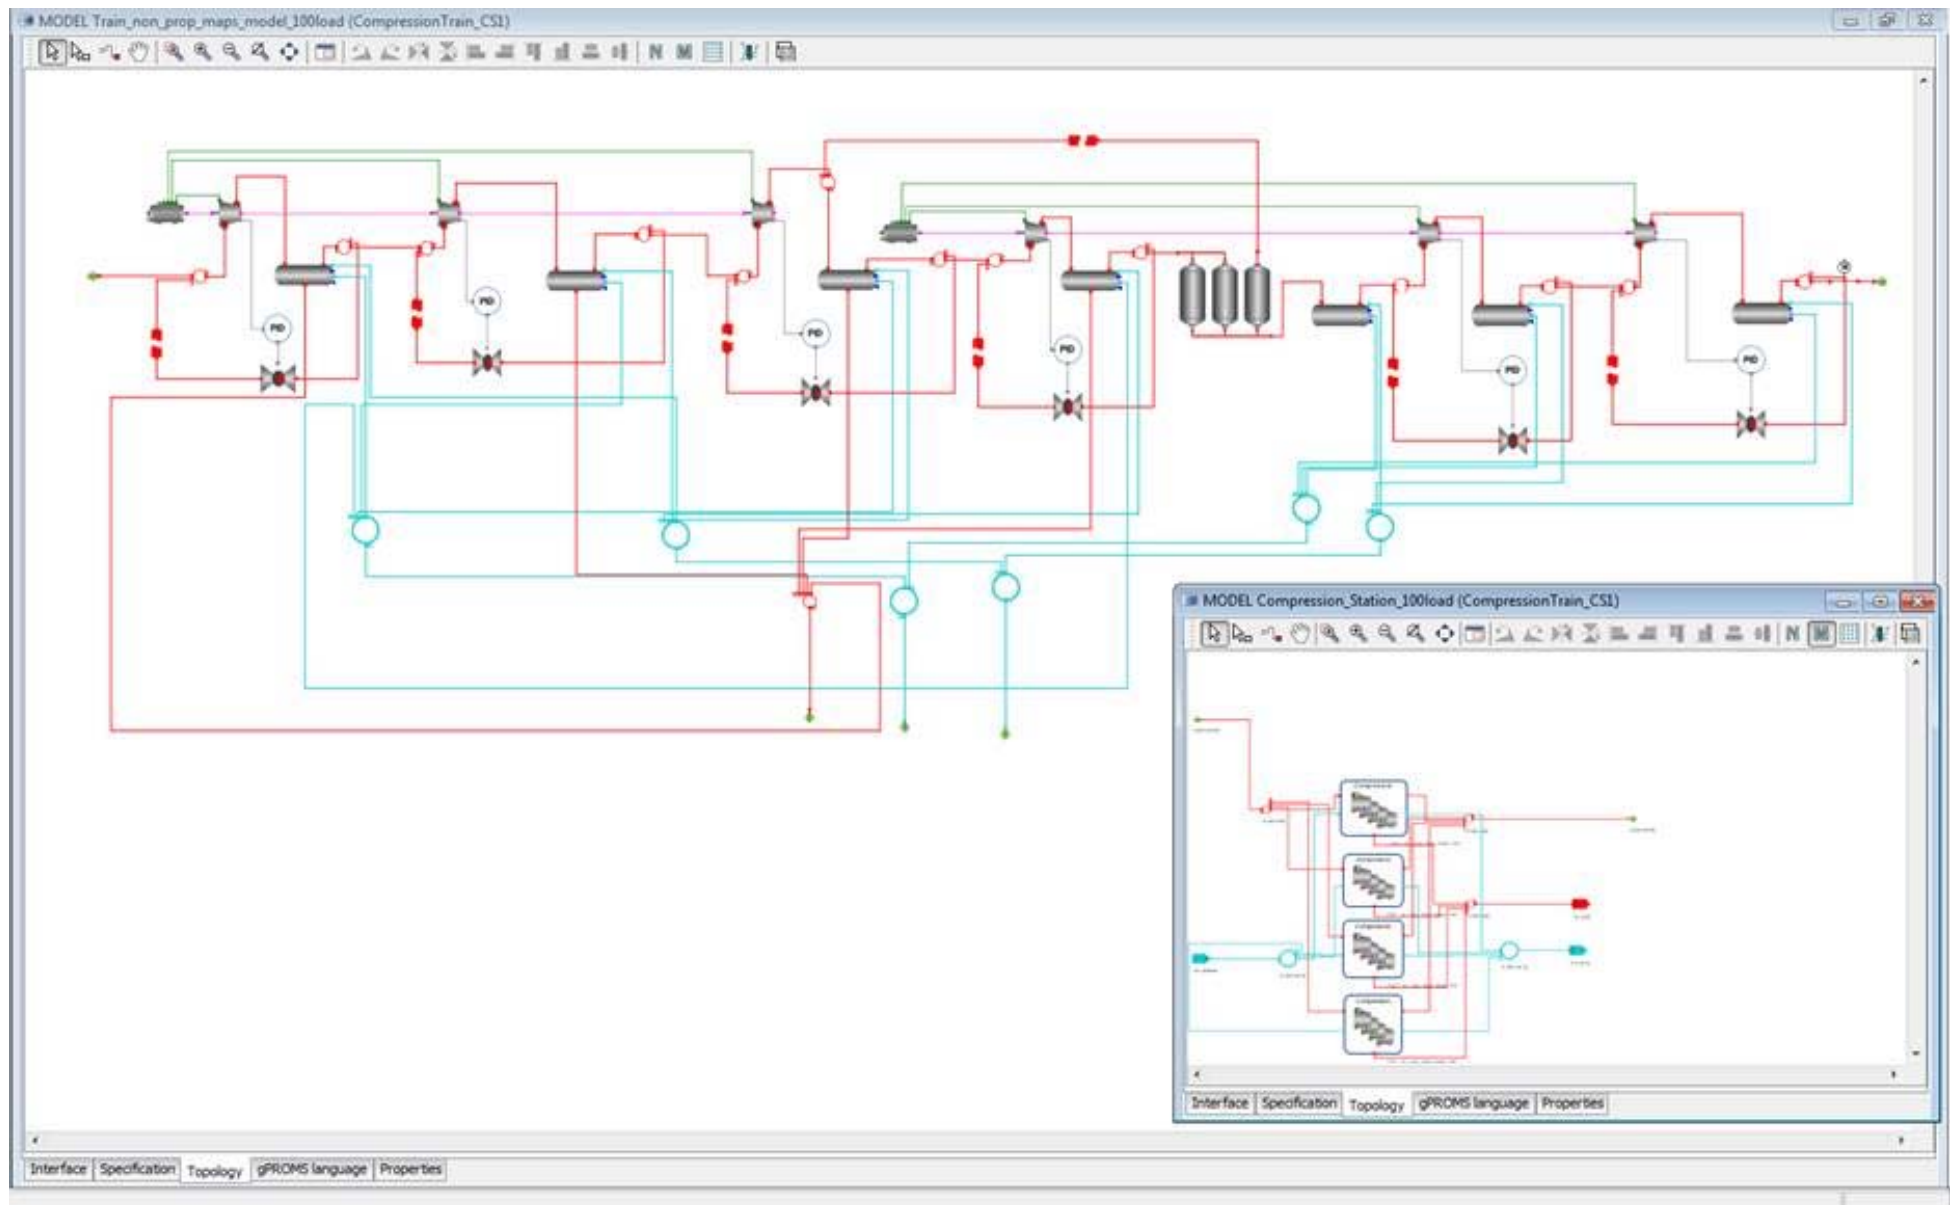 MODEL Train_non_prop_maps_model_100load (CompressionTrain_CS1)
N M
PID
PID
PID
PID
PID
PID
MODEL Compression_Station_100load (CompressionTrain_CS1)
N M
Interface Specification Topology gPROMS language Properties
Interface Specification Topology gPROMS language Properties